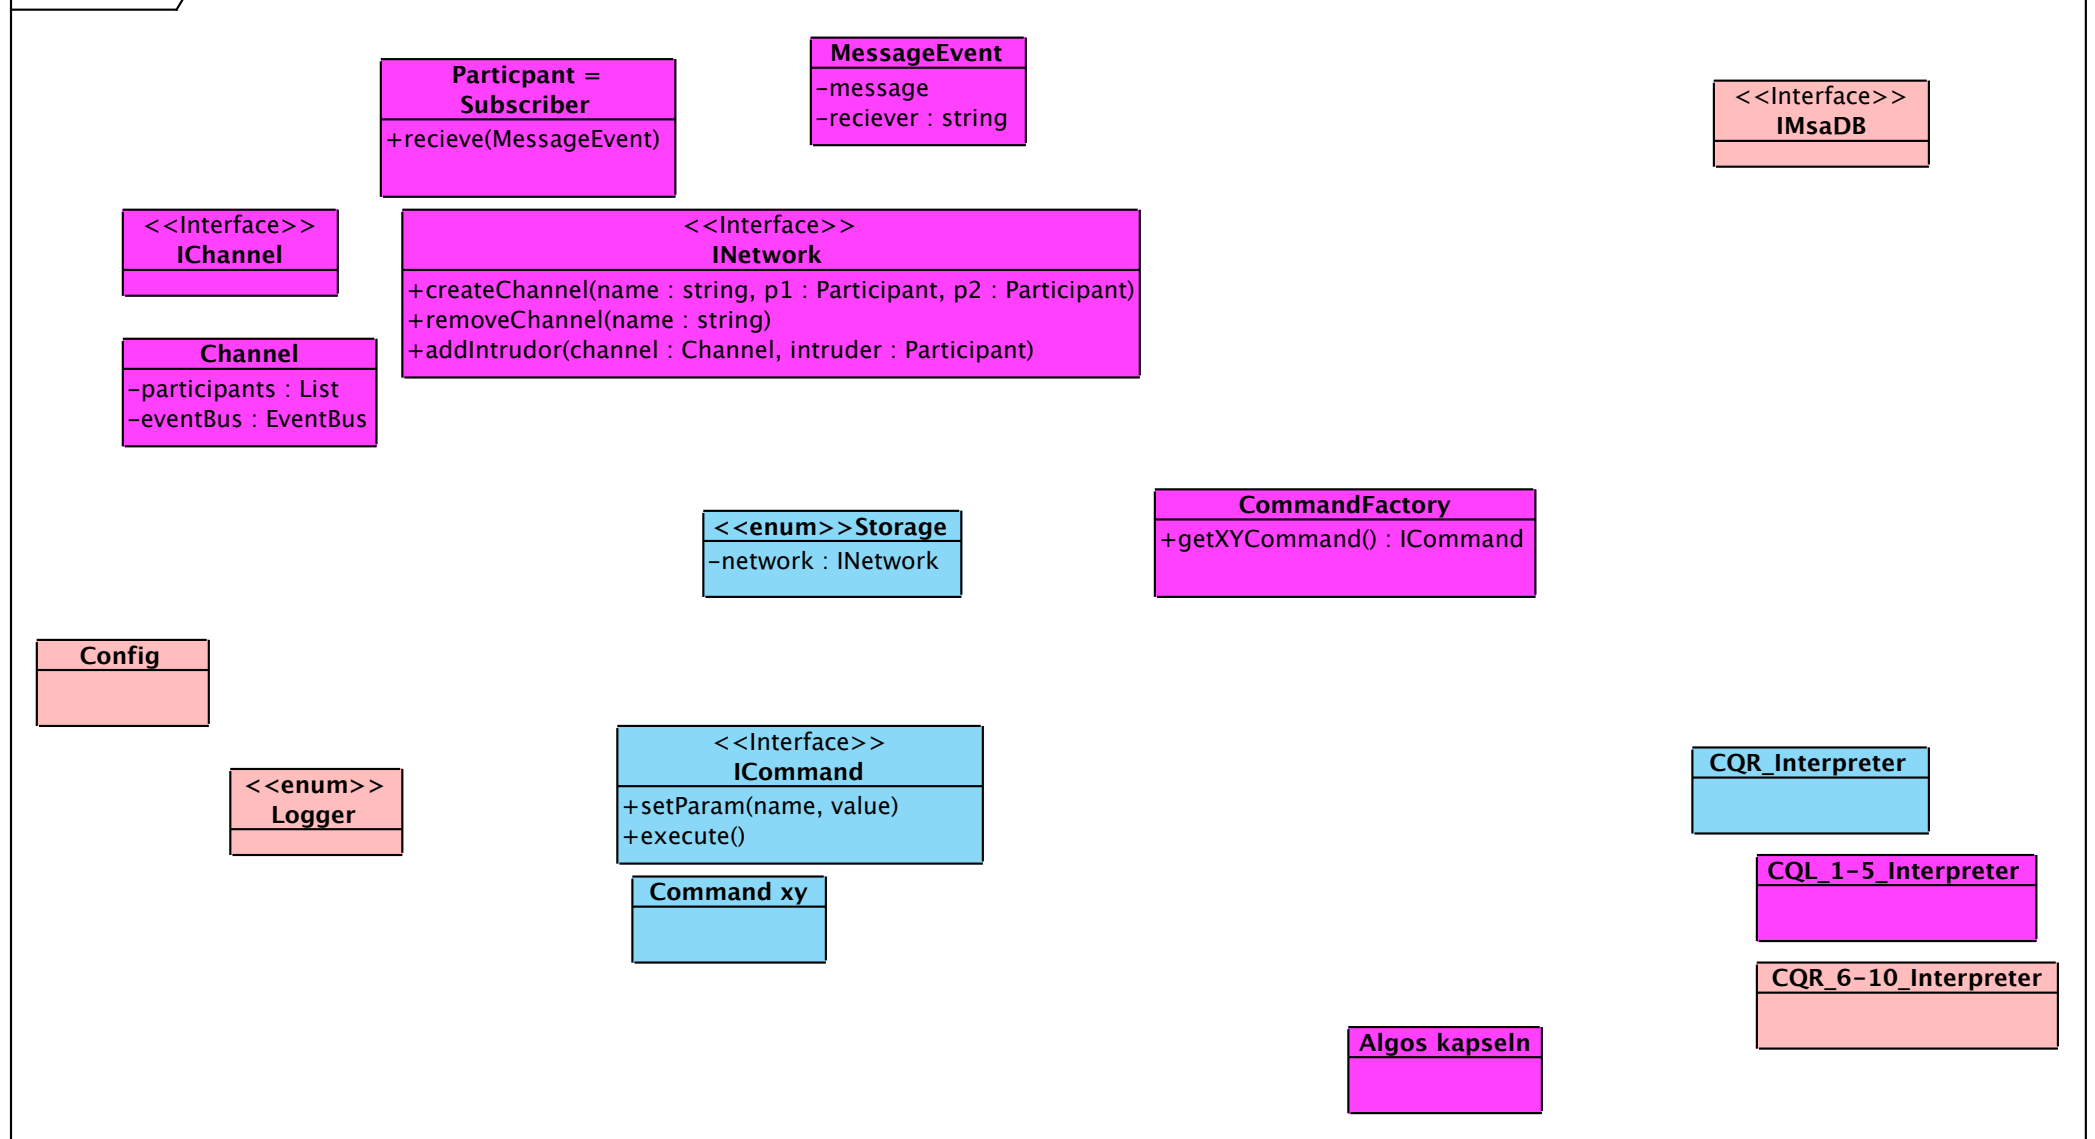 MessageEvent
-message
-reciever : string
Particpant =
Subscriber
+recieve(MessageEvent)
<<Interface>>
IMsaDB
<<Interface>>
IChannel
<<Interface>>
INetwork
+createChannel(name : string, p1 : Participant, p2 : Participant)
+removeChannel(name : string)
+addIntrudor(channel : Channel, intruder : Participant)
Channel
-participants : List
-eventBus : EventBus
<<enum>>Storage
-network : INetwork
CommandFactory
+getXYCommand() : ICommand
Config
<<enum>>
Logger
<<Interface>>
ICommand
+setParam(name, value)
+execute()
Command xy
CQR_Interpreter
CQL_1-5_Interpreter
CQR_6-10_Interpreter
Algos kapseln